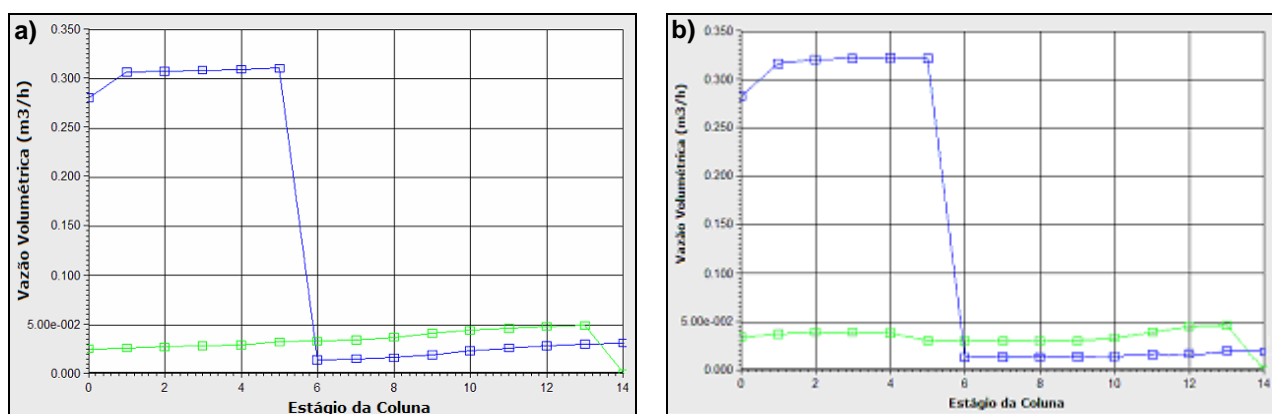 a)
Vazão Volumétrica (m3/h)
0.350
0.300
0.250
0.200
0.150
0.100
5.00e-002
0.000
0 2 4 6 8 10 12 14
Estágio da Coluna
b)
Vazão Volumétrica (m3/h)
0.350
0.300
0.250
0.200
0.150
0.100
5.00e-002
0.000
0 2 4 6 8 10 12 14
Estágio da Coluna